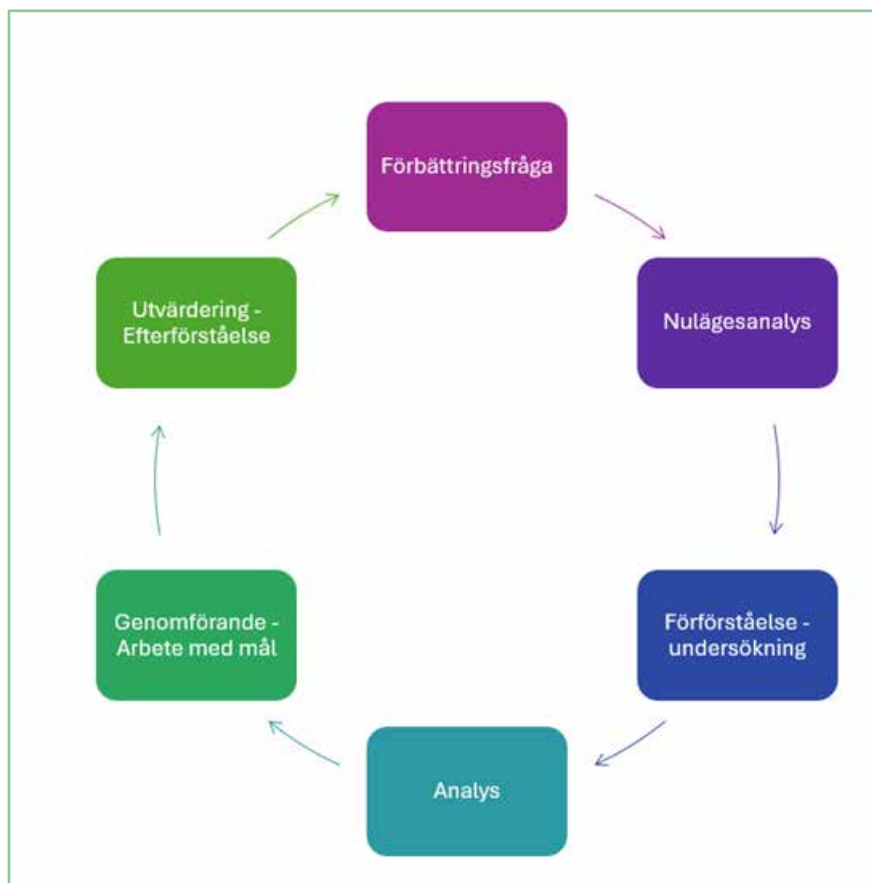 Förbättringsfråga
Nulägesanalys
Förförståelse -
undersökning
Analys
Genomförande -
Arbete med mål
Utvärdering -
Efterförståelse